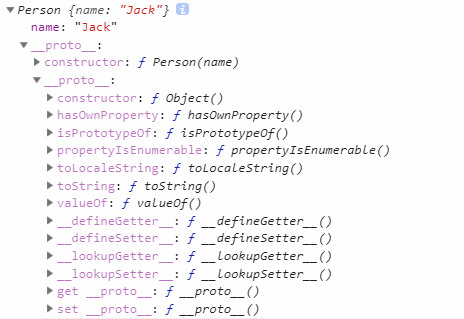 Person {name: "Jack"} i
name: "Jack"
__proto__:
constructor: ƒ Person(name)
__proto__:
constructor: ƒ Object()
hasOwnProperty: ƒ hasOwnProperty()
isPrototypeOf: ƒ isPrototypeOf()
propertyIsEnumerable: ƒ propertyIsEnumerable()
toLocaleString: ƒ toLocaleString()
toString: ƒ toString()
valueOf: ƒ valueOf()
__defineGetter__: ƒ __defineGetter__()
__defineSetter__: ƒ __defineSetter__()
__lookupGetter__: ƒ __lookupGetter__()
__lookupSetter__: ƒ __lookupSetter__()
get __proto__: ƒ __proto__()
set __proto__: ƒ __proto__()